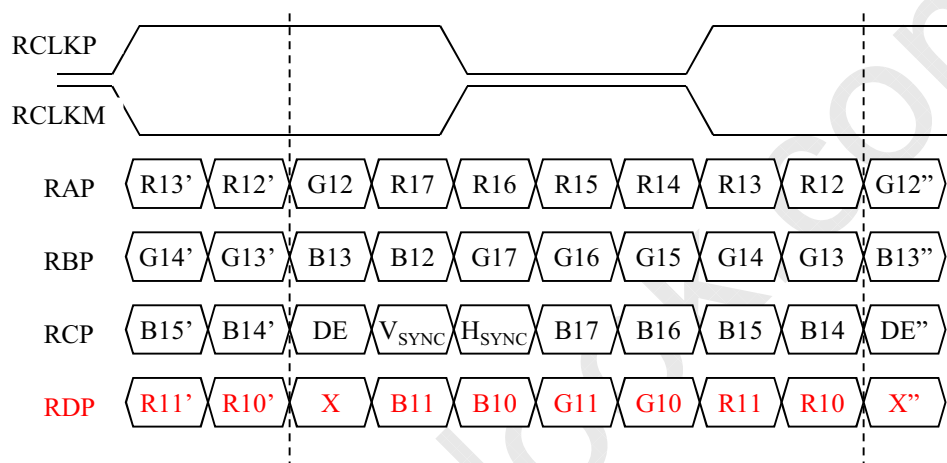 RCLKP
RCLKM
RAP R13’ R12’ G12 R17 R16 R15 R14 R13 R12 G12”
RBP G14’ G13’ B13 B12 G17 G16 G15 G14 G13 B13”
RCP B15’ B14’ DE VSYNC HSYNC B17 B16 B15 B14 DE”
RDP R11’ R10’ X B11 B10 G11 G10 R11 R10 X”